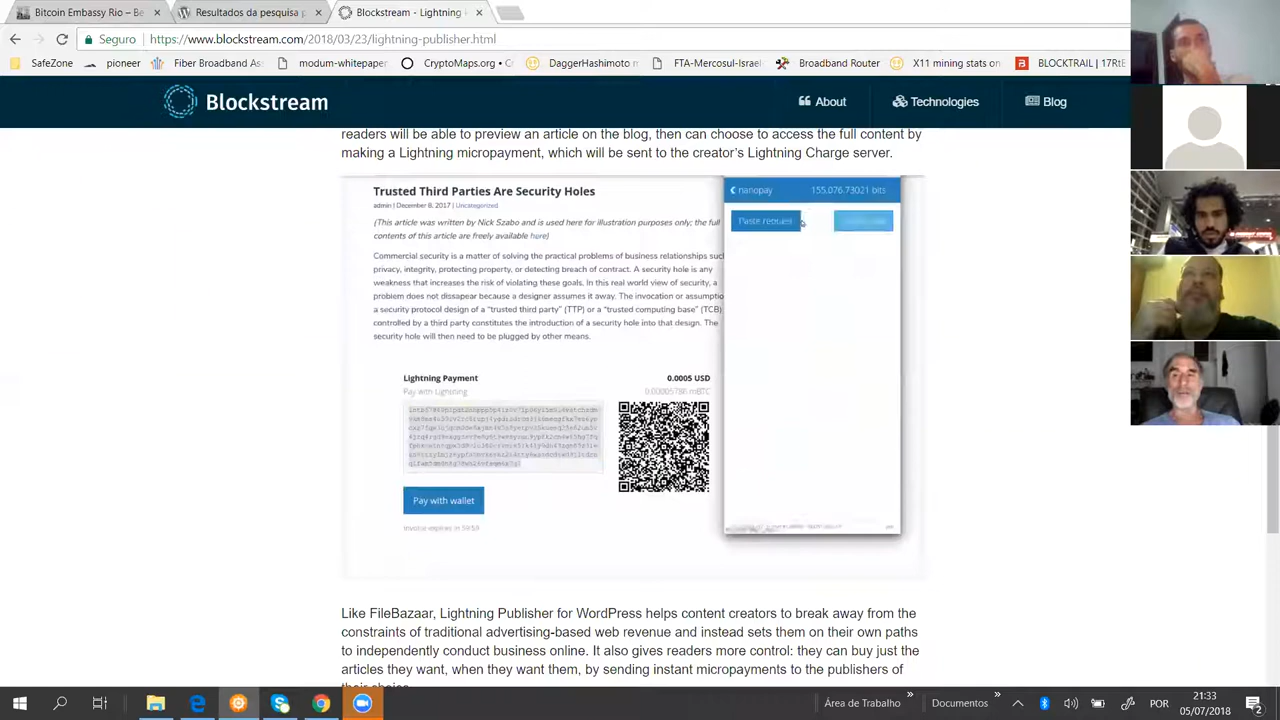 Bitcoin Embassy Rio – Be
Resultados da pesquisa p
Blockstream - Lightning
Seguro
https://www.blockstream.com/2018/03/23/lightning-publisher.html
SafeZone
pioneer
Fiber Broadband As
modum-whitepaper
CryptoMaps.org
DaggerHashimoto m
FTA-Mercosul-Israel
Broadband Router
X11 mining stats on
BLOCKTRAIL | 17RtE
Blockstream
About
Technologies
Blog
readers will be able to preview an article on the blog, then can choose to access the full content by
making a Lightning micropayment, which will be sent to the creator's Lightning Charge server.
Trusted Third Parties Are Security Holes
admin | December 8, 2017 | Uncategorized
(This article was written by Nick Szabo and is used here for illustration purposes only; the full
contents of this article are freely available here)
Commercial security is a matter of solving the practical problems of business relationships suc
privacy, integrity, protecting property, or detecting breach of contract. A security hole is any
weakness that increases the risk of violating these goals. In this real world view of security, a
problem does not dissapear because a designer assumes it away. The invocation or assumptio
a security protocol design of a "trusted third party" (TTP) or a "trusted computing base" (TCB)
controlled by a third party constitutes the introduction of a security hole into that design. The
security hole will then need to be plugged by other means.
nanopay
155,076.73021 bits
Paste request
Lightning Payment
0.0005 USD
Pay with Lightning
Pay with wallet
Invoice expires in 59:59
Like FileBazaar, Lightning Publisher for WordPress helps content creators to break away from the
constraints of traditional advertising-based web revenue and instead sets them on their own paths
to independently conduct business online. It also gives readers more control: they can buy just the
articles they want, when they want them, by sending instant micropayments to the publishers of
their choice
Área de Trabalho
Documentos
POR
21:33
05/07/2018
2